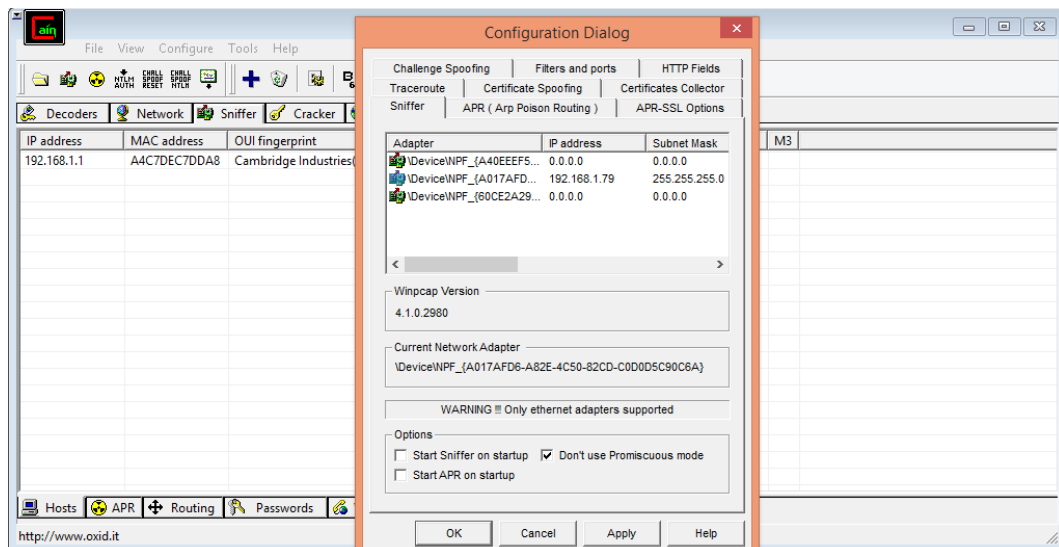 Caín
Configuration Dialog
File View Configure Tools Help
NTLM AUTH CHALL SPOOF RESET CHALL SPOOF NTLM
Challenge Spoofing Filters and ports HTTP Fields
Traceroute Certificate Spoofing Certificates Collector
Sniffer APR ( Arp Poison Routing ) APR-SSL Options
Decoders Network Sniffer Cracker
IP address MAC address OUI fingerprint M3
192.168.1.1 A4C7DEC7DDA8 Cambridge Industries(
Adapter IP address Subnet Mask
\Device\NPF_{A40EEEF5... 0.0.0.0 0.0.0.0
\Device\NPF_{A017AFD... 192.168.1.79 255.255.255.0
\Device\NPF_{60CE2A29... 0.0.0.0 0.0.0.0
Winpcap Version
4.1.0.2980
Current Network Adapter
\Device\NPF_{A017AFD6-A82E-4C50-82CD-C0D0D5C90C6A}
WARNING !!! Only ethernet adapters supported
Options
Start Sniffer on startup Don't use Promiscuous mode
Start APR on startup
Hosts APR Routing Passwords
OK Cancel Apply Help
http://www.oxid.it